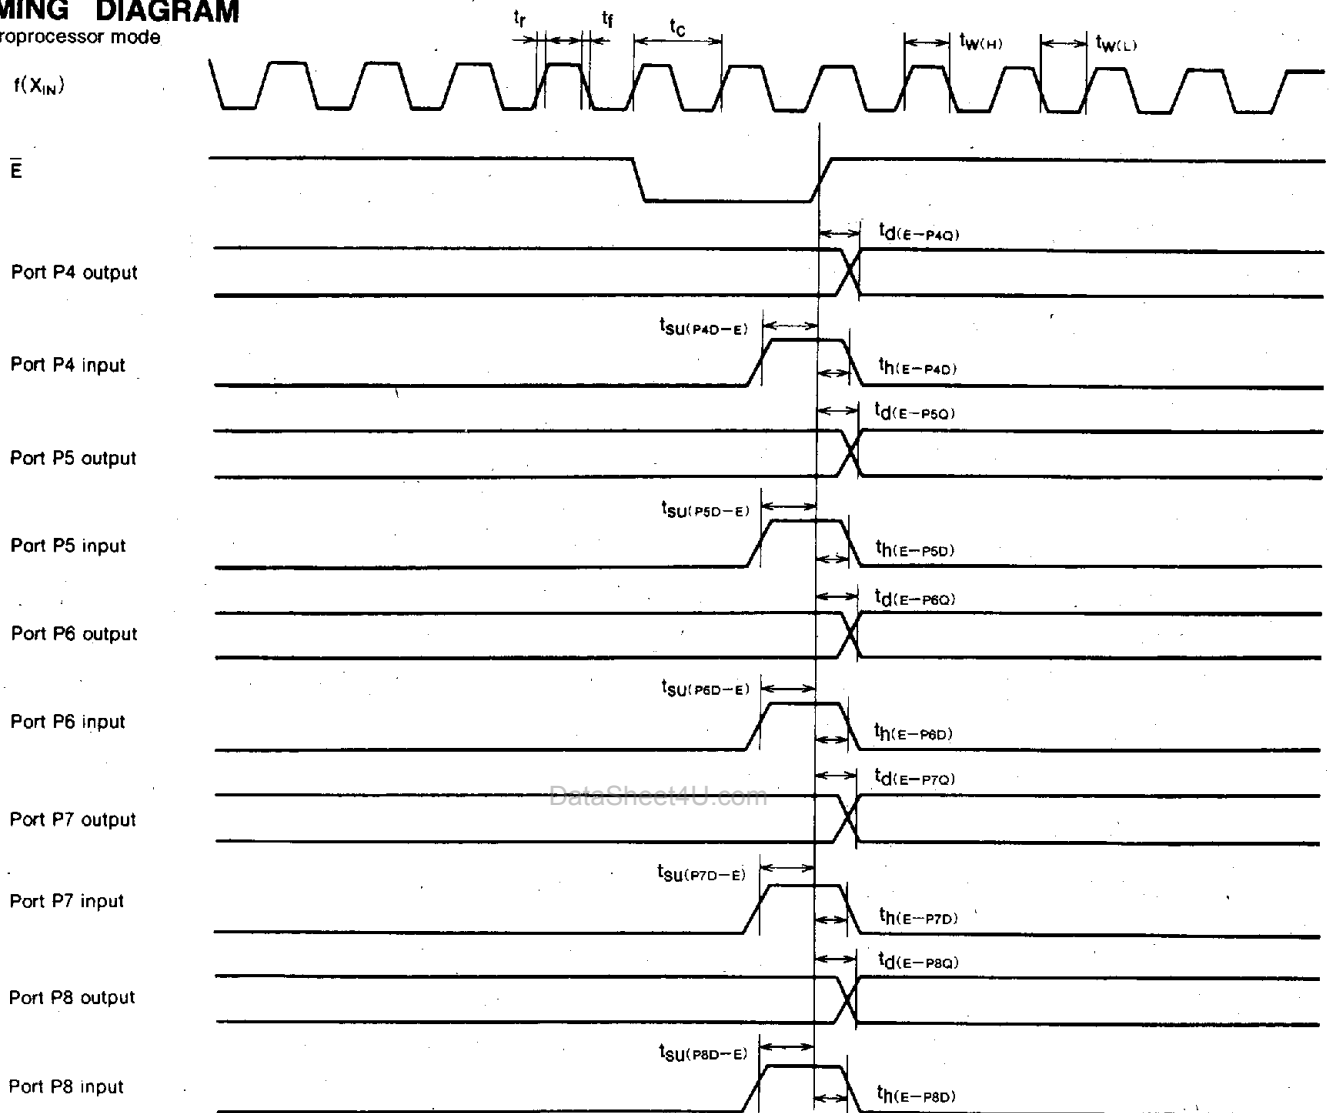 MING DIAGRAM
roprocessor mode
tr
tf
tc
tW(H)
tW(L)
f(XIN)
E̅
td(E−P4Q)
Port P4 output
tsu(P4D−E)
Port P4 input
th(E−P4D)
td(E−P5Q)
Port P5 output
tsu(P5D−E)
Port P5 input
th(E−P5D)
td(E−P6Q)
Port P6 output
tsu(P6D−E)
Port P6 input
th(E−P6D)
td(E−P7Q)
DataSheet4U.com
Port P7 output
tsu(P7D−E)
Port P7 input
th(E−P7D)
td(E−P8Q)
Port P8 output
tsu(P8D−E)
Port P8 input
th(E−P8D)